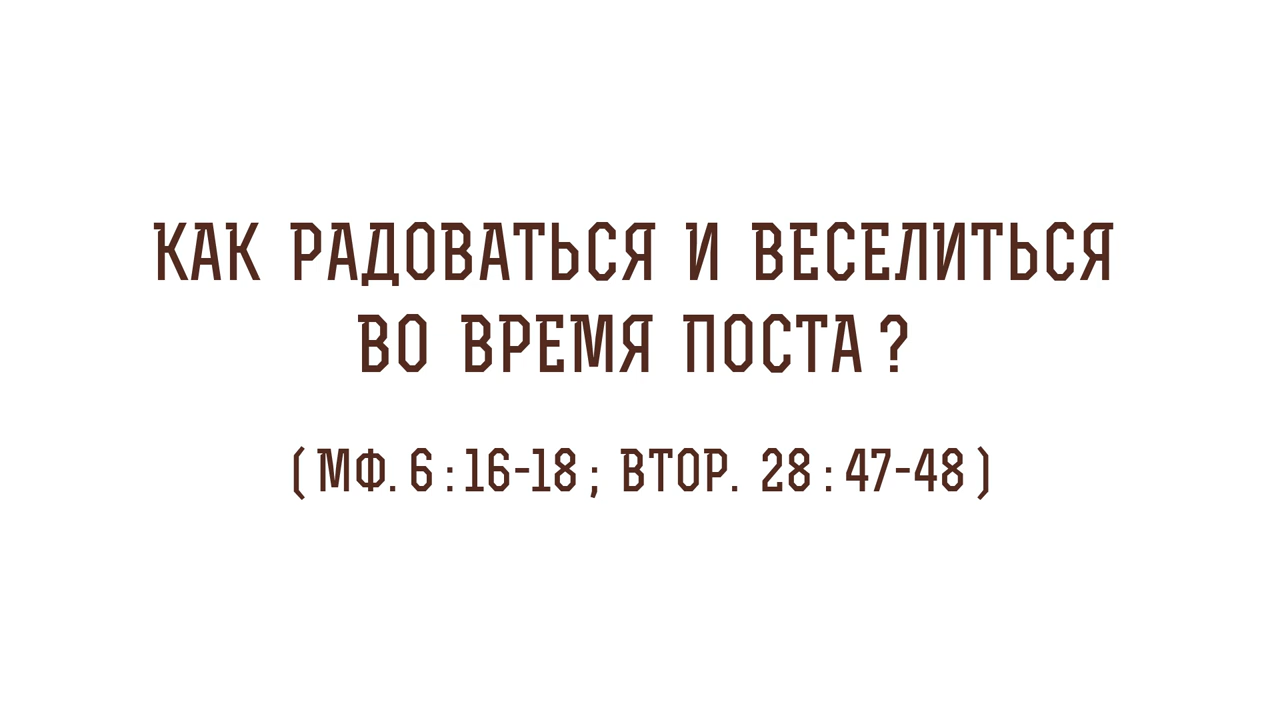 КАК РАДОВАТЬСЯ И ВЕСЕЛИТЬСЯ
ВО ВРЕМЯ ПОСТА?
(МФ. 6:16-18; ВТОР. 28:47-48)